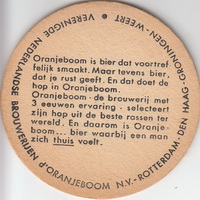 VERENIGDE NEDERLANDSE BROUWERIJEN D'ORANJEBOOM N.V.-ROTTERDAM-DEN HAAG-GRONINGEN-WEERT
Oranjeboom is bier dat voortref
felijk smaakt. Maar tevens bier,
dat je rust geeft. En dat doet de
hop in Oranjeboom.
Oranjeboom - de brouwerij met
3 eeuwen ervaring - selecteert
zijn hop uit de beste rassen ter
wereld. En daarom is Oranje-
boom... bier waarbij een man
zich thuis voelt.